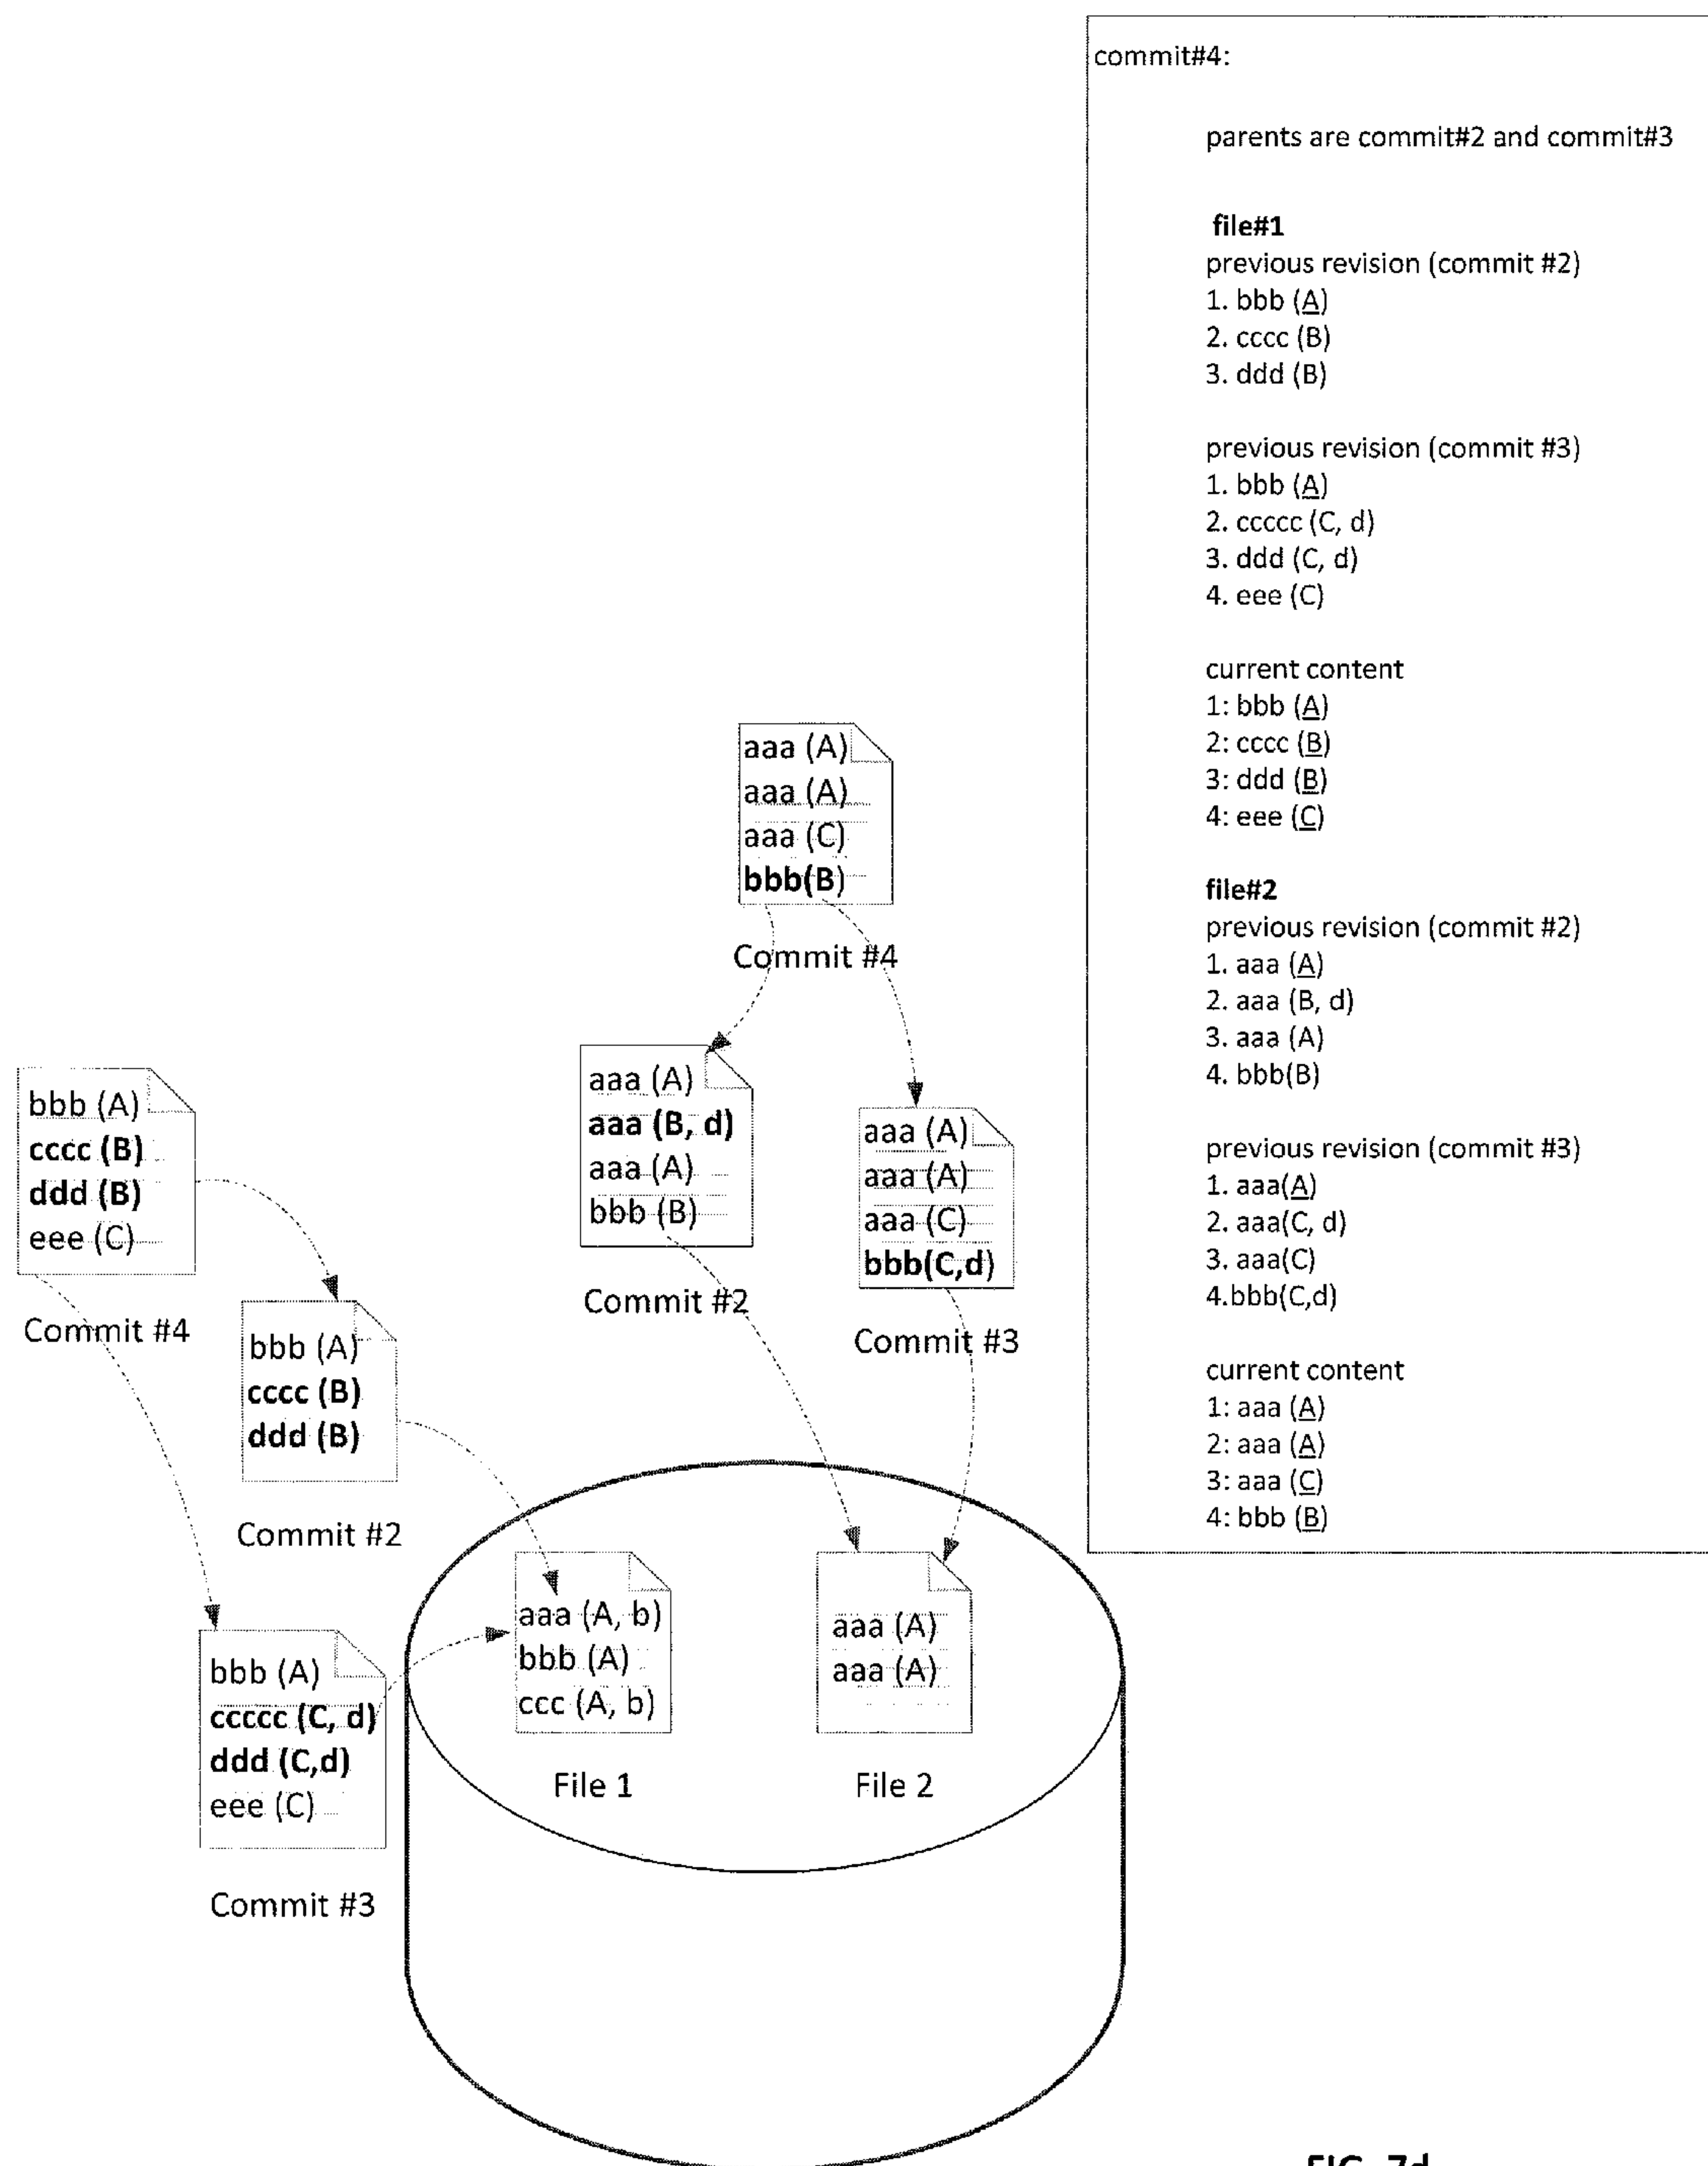 commit#4:
parents are commit#2 and commit#3
file#1
previous revision (commit #2)
1. bbb (A)
2. cccc (B)
3. ddd (B)
previous revision (commit #3)
1. bbb (A)
2. ccccc (C, d)
3. ddd (C, d)
4. eee (C)
current content
1: bbb (A)
2: cccc (B)
3: ddd (B)
4: eee (C)
file#2
previous revision (commit #2)
1. aaa (A)
2. aaa (B, d)
3. aaa (A)
4. bbb(B)
previous revision (commit #3)
1. aaa(A)
2. aaa(C, d)
3. aaa(C)
4.bbb(C,d)
current content
1: aaa (A)
2: aaa (A)
3: aaa (C)
4: bbb (B)
aaa (A)
aaa (A)
aaa (C)
bbb(B)
Commit #4
aaa (A)
aaa (B, d)
aaa (A)
bbb (B)
Commit #2
aaa (A)
aaa (A)
aaa (C)
bbb(C,d)
Commit #3
bbb (A)
cccc (B)
ddd (B)
eee (C)
Commit #4
bbb (A)
cccc (B)
ddd (B)
Commit #2
bbb (A)
ccccc (C, d)
ddd (C,d)
eee (C)
Commit #3
aaa (A, b)
bbb (A)
ccc (A, b)
File 1
aaa (A)
aaa (A)
File 2
FIG. 7d